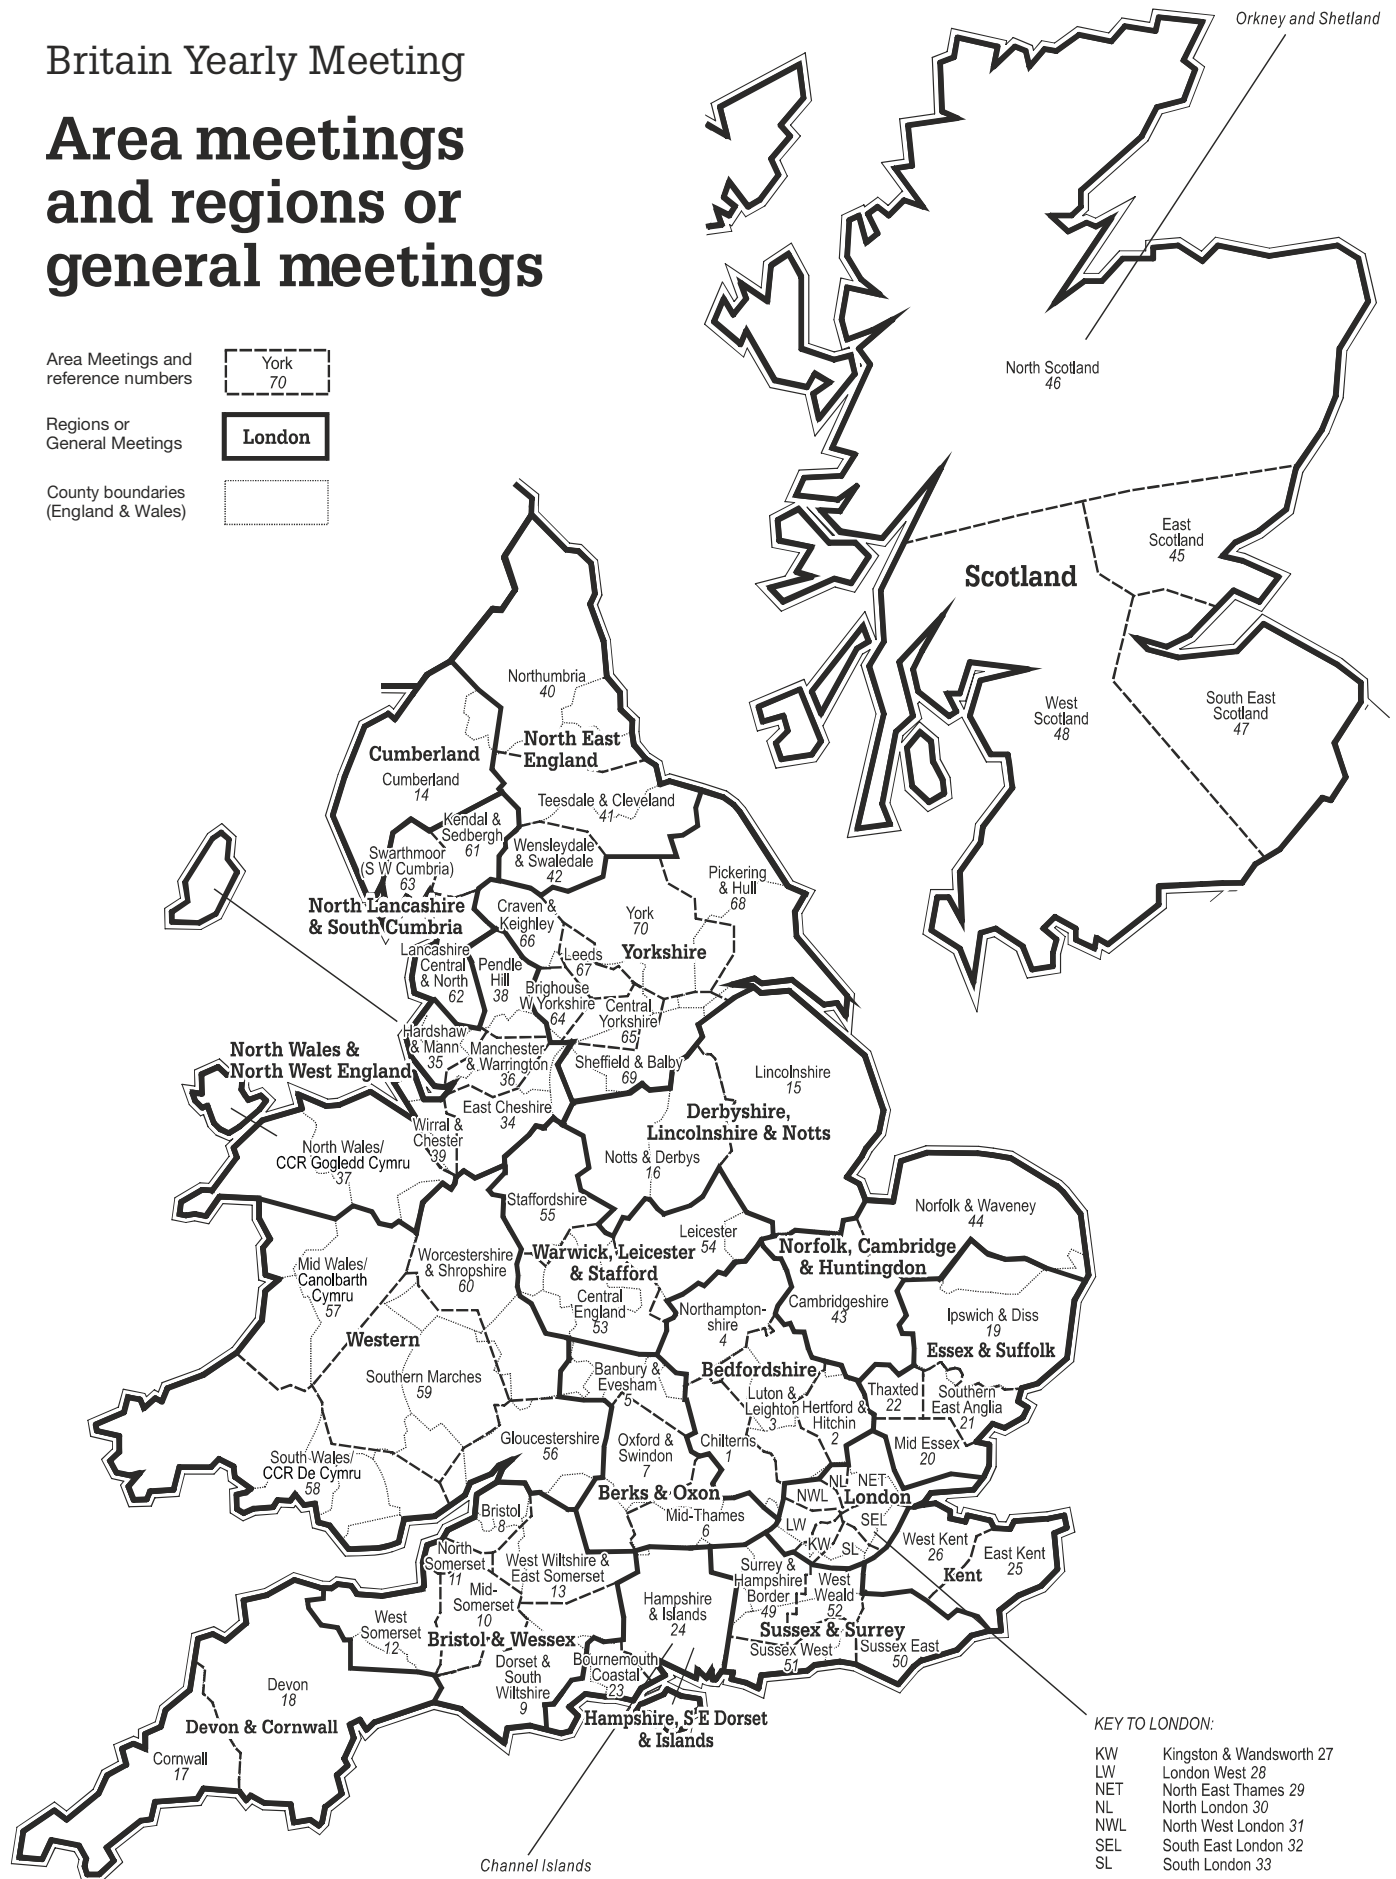 Britain Yearly Meeting
Area meetings
and regions or
general meetings
Area Meetings and
reference numbers
York
70
Regions or
General Meetings
London
County boundaries
(England & Wales)
Orkney and Shetland
North Scotland
46
East
Scotland
45
Scotland
West
Scotland
48
South East
Scotland
47
Northumbria
40
North East
England
Cumberland
Cumberland
14
Teesdale & Cleveland
41
Kendal &
Sedbergh
61
Wensleydale
& Swaledale
42
Swarthmoor
(S W Cumbria)
63
North Lancashire
& South Cumbria
Craven &
Keighley
66
York
70
Pickering
& Hull
68
Yorkshire
Leeds
67
Lancashire
Central
& North
62
Pendle
Hill
38
Brighouse
W Yorkshire
64
Central
Yorkshire
65
Hardshaw
& Mann
35
Manchester
& Warrington
36
Sheffield & Balby
69
North Wales &
North West England
East Cheshire
34
Wirral &
Chester
39
North Wales/
CCR Gogledd Cymru
37
Lincolnshire
15
Derbyshire,
Lincolnshire & Notts
Notts & Derbys
16
Staffordshire
55
Leicester
54
Warwick, Leicester
& Stafford
Central
England
53
Norfolk & Waveney
44
Norfolk, Cambridge
& Huntingdon
Cambridgeshire
43
Ipswich & Diss
19
Essex & Suffolk
Mid Wales/
Canolbarth
Cymru
57
Worcestershire
& Shropshire
60
Western
Southern Marches
59
South Wales/
CCR De Cymru
58
Gloucestershire
56
Northampton-
shire
4
Bedfordshire
Banbury &
Evesham
5
Luton &
Leighton
3
Hertford &
Hitchin
2
Thaxted
22
Southern
East Anglia
21
Mid Essex
20
Oxford &
Swindon
7
Chilterns
1
Berks & Oxon
Mid-Thames
6
NL
NET
NWL
London
LW
SEL
KW
SL
West Kent
26
East Kent
25
Kent
Bristol
8
North
Somerset
11
West Wiltshire &
East Somerset
13
Mid-
Somerset
10
West
Somerset
12
Bristol & Wessex
Dorset &
South
Wiltshire
9
Hampshire
& Islands
24
Bournemouth
Coastal
23
Hampshire, S E Dorset
& Islands
Surrey &
Hampshire
Border
49
West
Weald
52
Sussex & Surrey
Sussex West
51
Sussex East
50
Devon
18
Devon & Cornwall
Cornwall
17
Channel Islands
KEY TO LONDON:
KW Kingston & Wandsworth 27
LW London West 28
NET North East Thames 29
NL North London 30
NWL North West London 31
SEL South East London 32
SL South London 33